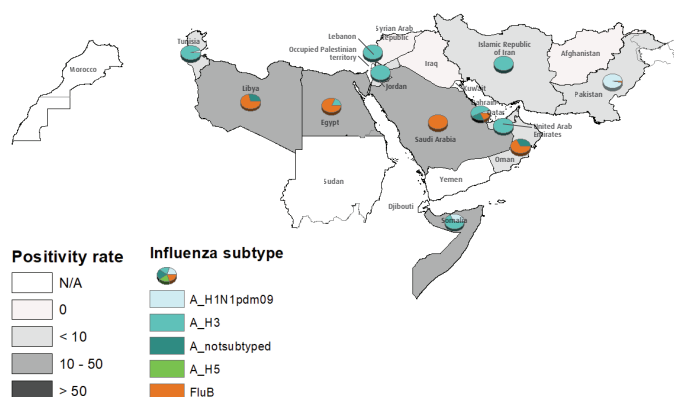 Morocco
Tunisia
Lebanon
Syrian Arab
Republic
Occupied Palestinian
territory
Iraq
Islamic Republic
of Iran
Afghanistan
Pakistan
Libya
Egypt
Jordan
Kuwait
Bahrain
Qatar
United Arab
Emirates
Saudi Arabia
Oman
Sudan
Yemen
Djibouti
Somalia
Positivity rate
N/A
0
< 10
10 - 50
> 50
Influenza subtype
A_H1N1pdm09
A_H3
A_notsubtyped
A_H5
FluB